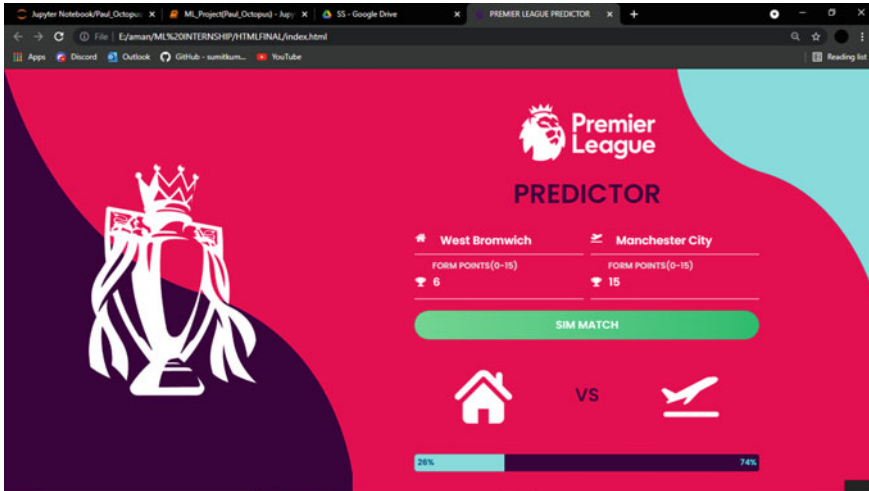 Jupyter Notebook/Paul_Octopu: ML_Project(Paul_Octopus) - Jupy SS - Google Drive PREMIER LEAGUE PREDICTOR
File E:/aman/ML%20INTERNSHIP/HTMLFINAL/index.html
Apps Discord Outlook GitHub - sumitkum... YouTube Reading list
Premier
League
PREDICTOR
West Bromwich Manchester City
FORM POINTS(0-15) FORM POINTS(0-15)
6 15
SIM MATCH
VS
26% 74%